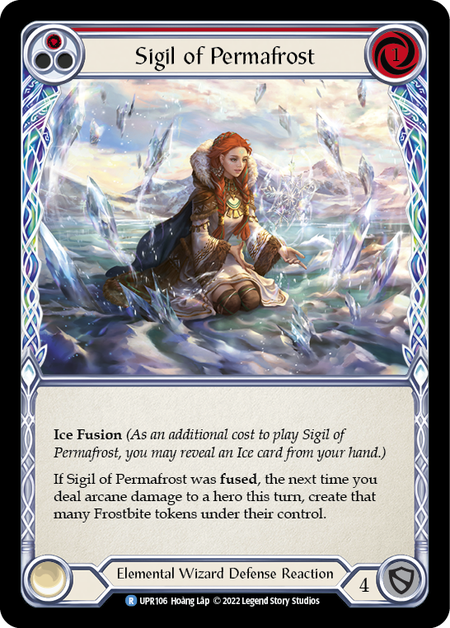 Sigil of Permafrost
1
Ice Fusion (As an additional cost to play Sigil of
Permafrost, you may reveal an Ice card from your hand.)
If Sigil of Permafrost was fused, the next time you
deal arcane damage to a hero this turn, create that
many Frostbite tokens under their control.
Elemental Wizard Defense Reaction
4
R UPR106 Hoàng Lập © 2022 Legend Story Studios